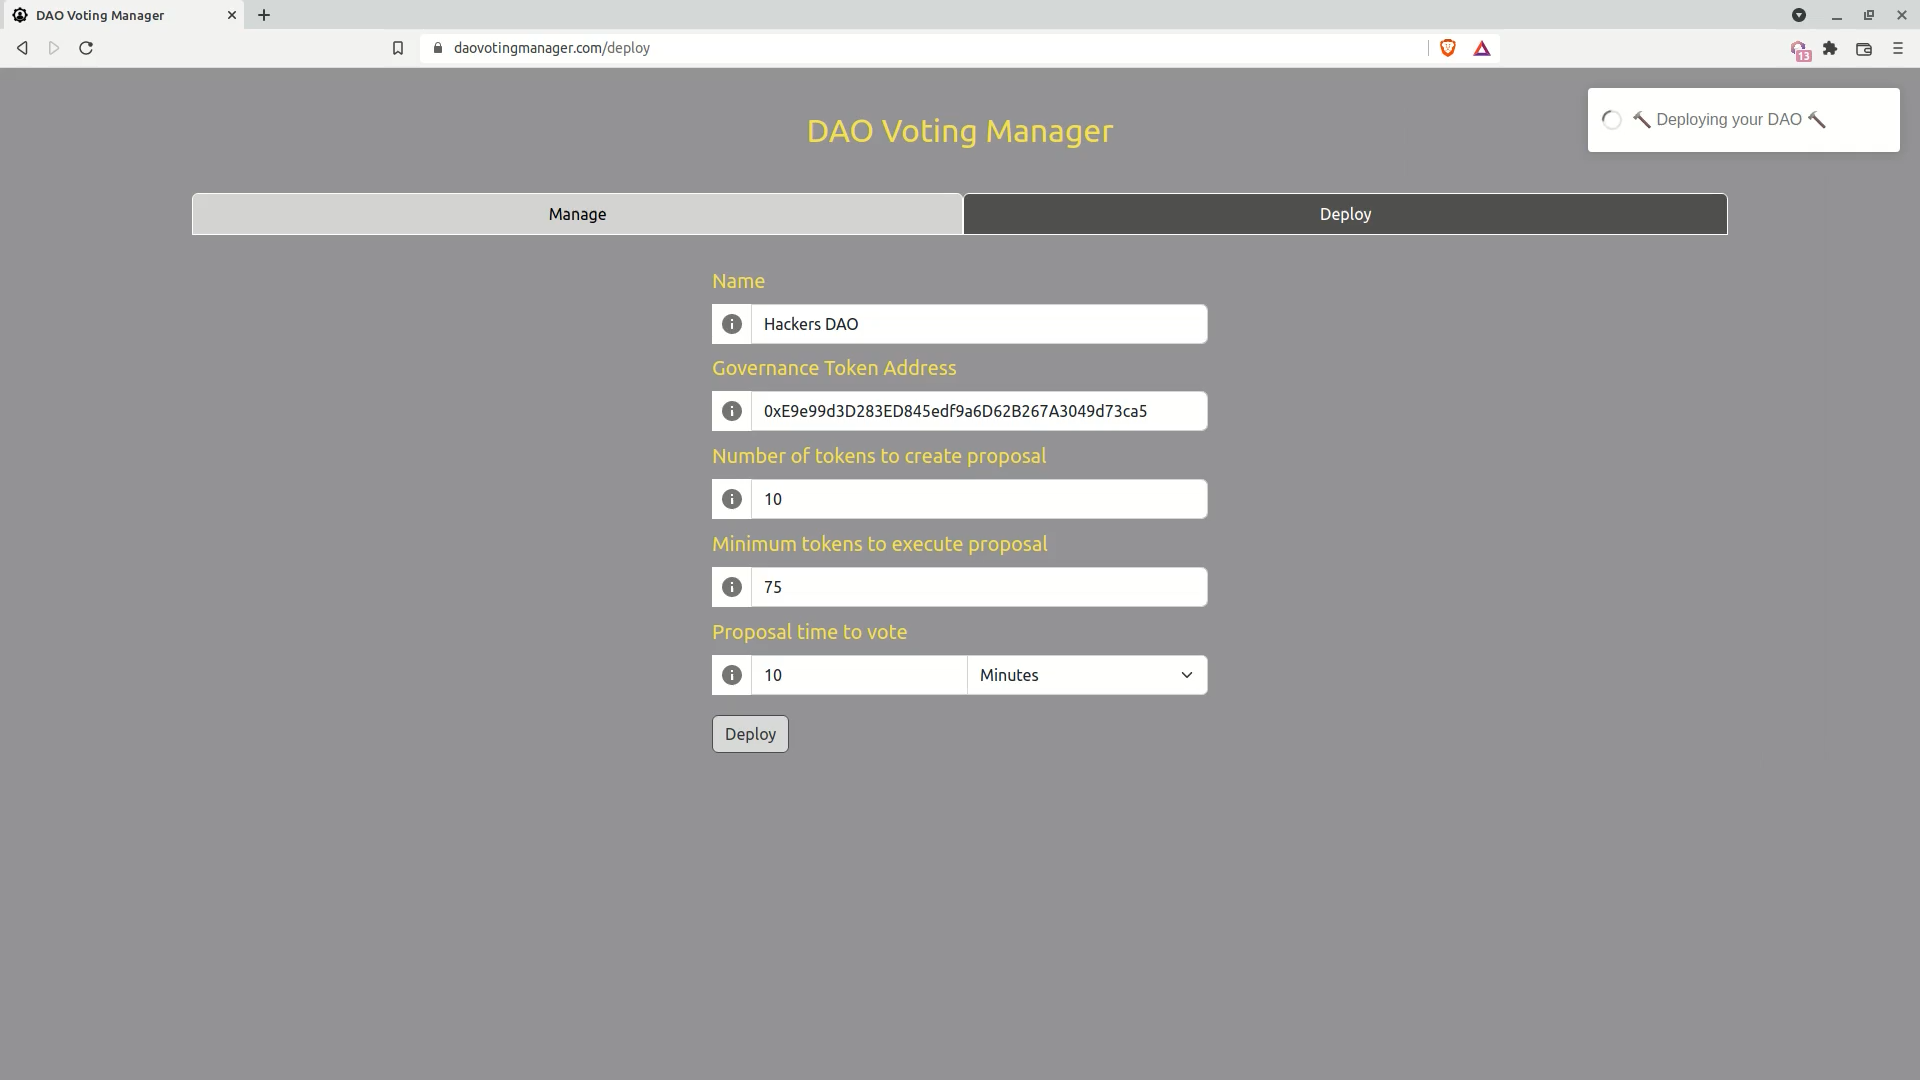 DAO Voting Manager
daovotingmanager.com/deploy
13
DAO Voting Manager
🔨 Deploying your DAO 🔨
Manage
Deploy
Name
Hackers DAO
Governance Token Address
0xE9e99d3D283ED845edf9a6D62B267A3049d73ca5
Number of tokens to create proposal
10
Minimum tokens to execute proposal
75
Proposal time to vote
10
Minutes
Deploy